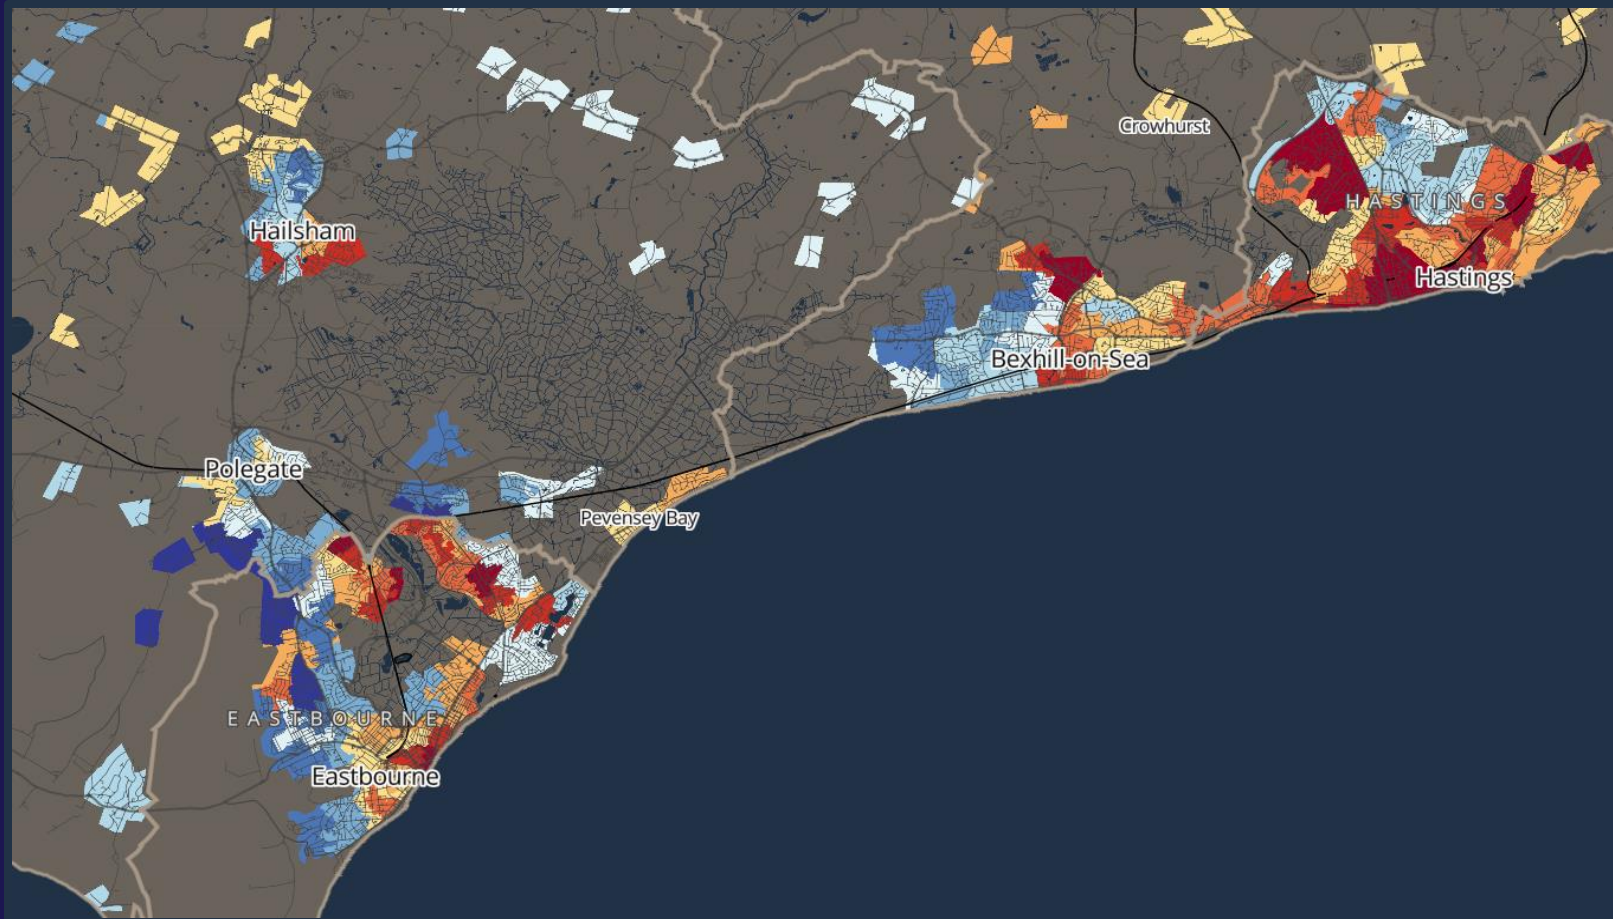 Crowhurst
HASTINGS
Hailsham
Hastings
Bexhill-on-Sea
Polegate
Pevensey Bay
EASTBOURNE
Eastbourne